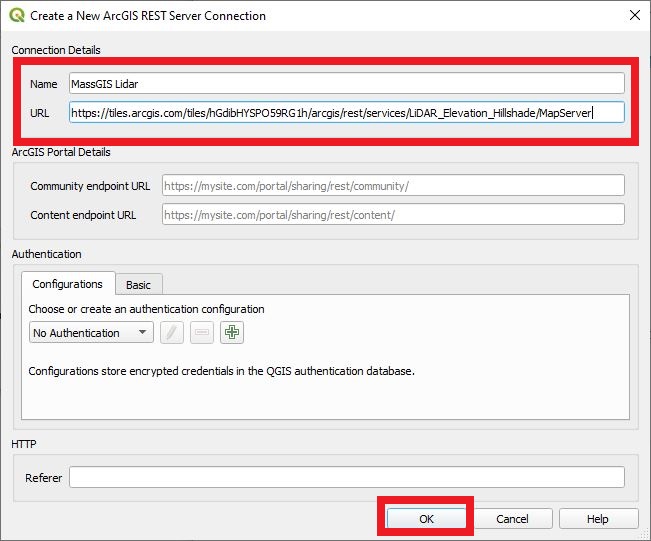 Create a New ArcGIS REST Server Connection
Connection Details
Name MassGIS Lidar
URL https://tiles.arcgis.com/tiles/hGdibHYSPO59RG1h/arcgis/rest/services/LiDAR_Elevation_Hillshade/MapServer
ArcGIS Portal Details
Community endpoint URL https://mysite.com/portal/sharing/rest/community/
Content endpoint URL https://mysite.com/portal/sharing/rest/content/
Authentication
Configurations Basic
Choose or create an authentication configuration
No Authentication
Configurations store encrypted credentials in the QGIS authentication database.
HTTP
Referer
OK Cancel Help